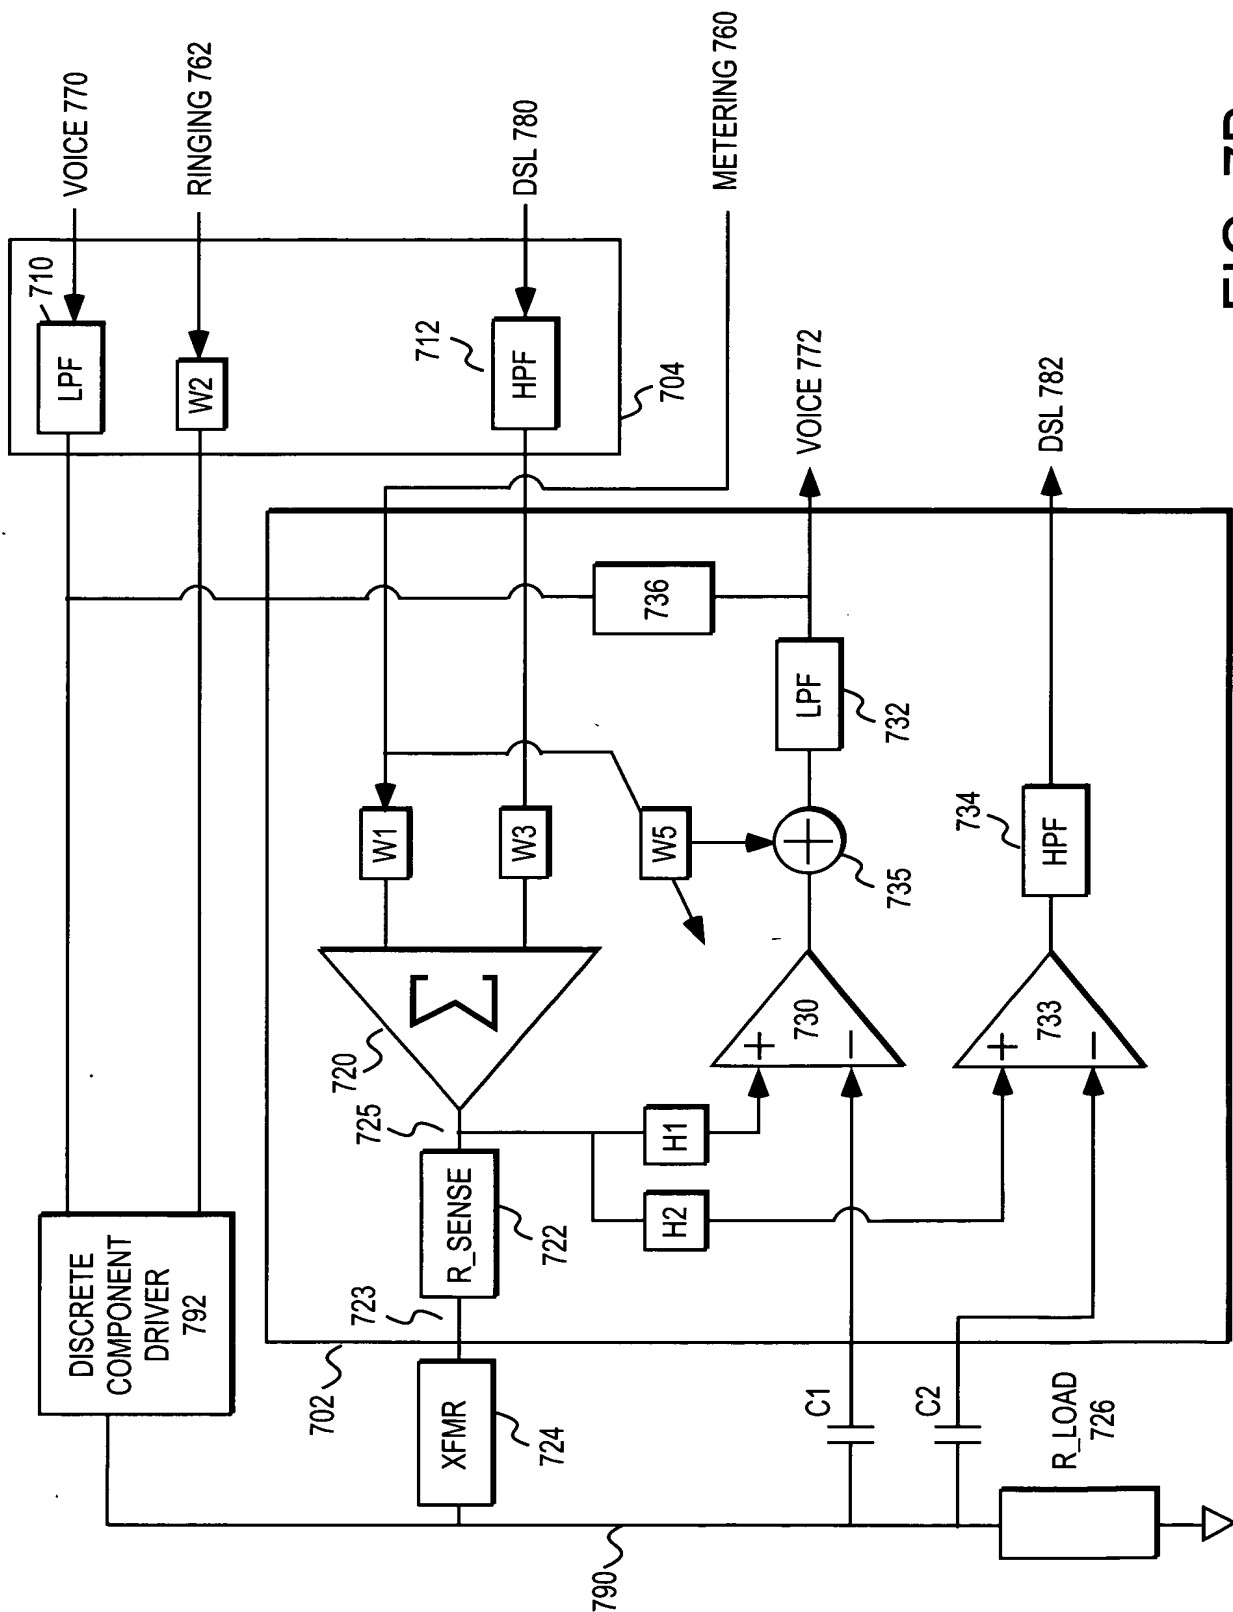 VOICE 770
RINGING 762
DSL 780
METERING 760
710
LPF
W2
712
HPF
704
VOICE 772
DSL 782
736
LPF
732
W1
W3
W5
735
734
HPF
Σ
720
+
730
−
+
733
−
725
H1
H2
R_SENSE
722
723
DISCRETE
COMPONENT
DRIVER
792
702
XFMR
724
C1
C2
R_LOAD
726
790